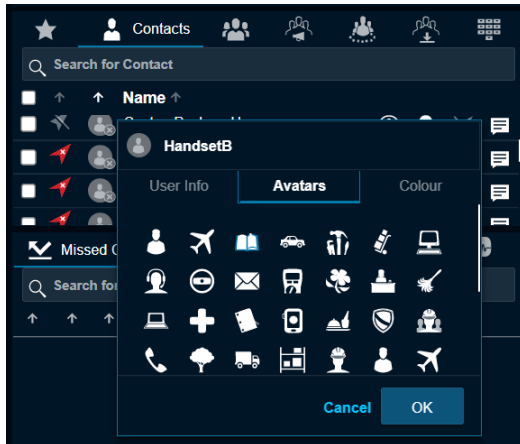 Contacts
Search for Contact
Name
HandsetB
User Info
Avatars
Colour
Missed
Search for
Cancel
OK